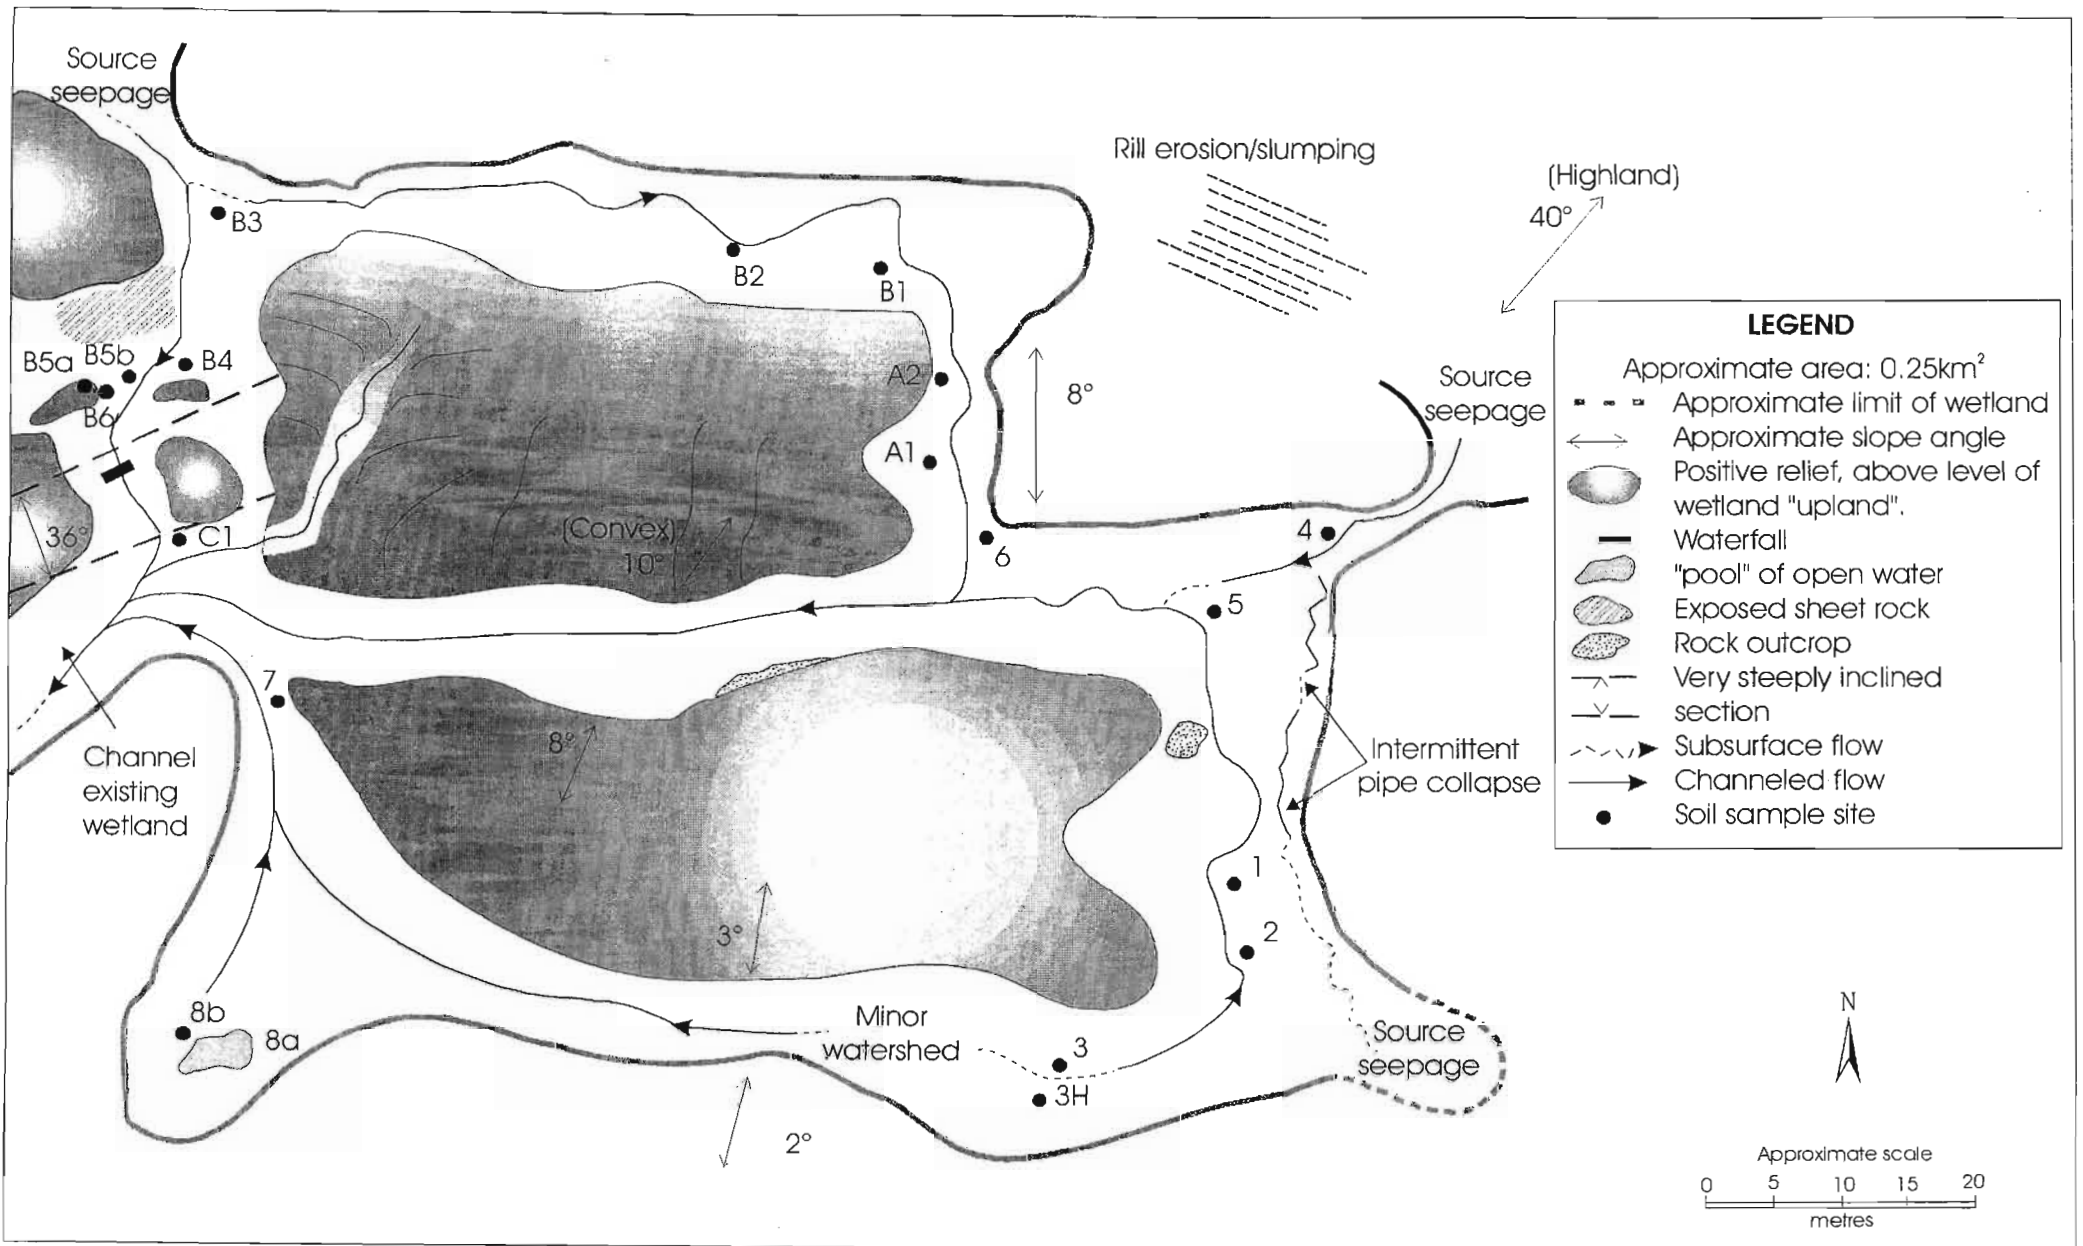 Source
seepage
Rill erosion/slumping
(Highland)
40°
B3
B2
B1
LEGEND
Approximate area: 0.25km²
Approximate limit of wetland
Approximate slope angle
Positive relief, above level of
wetland "upland".
Waterfall
"pool" of open water
Exposed sheet rock
Rock outcrop
Very steeply inclined
section
Subsurface flow
Channeled flow
Soil sample site
B5a
B5b
B4
B6
A2
8°
Source
seepage
A1
36°
C1
(Convex)
10°
6
4
5
7
8°
Channel
existing
wetland
Intermittent
pipe collapse
1
3°
2
8b
8a
Minor
watershed
3
3H
Source
seepage
2°
N
Approximate scale
0 5 10 15 20
metres